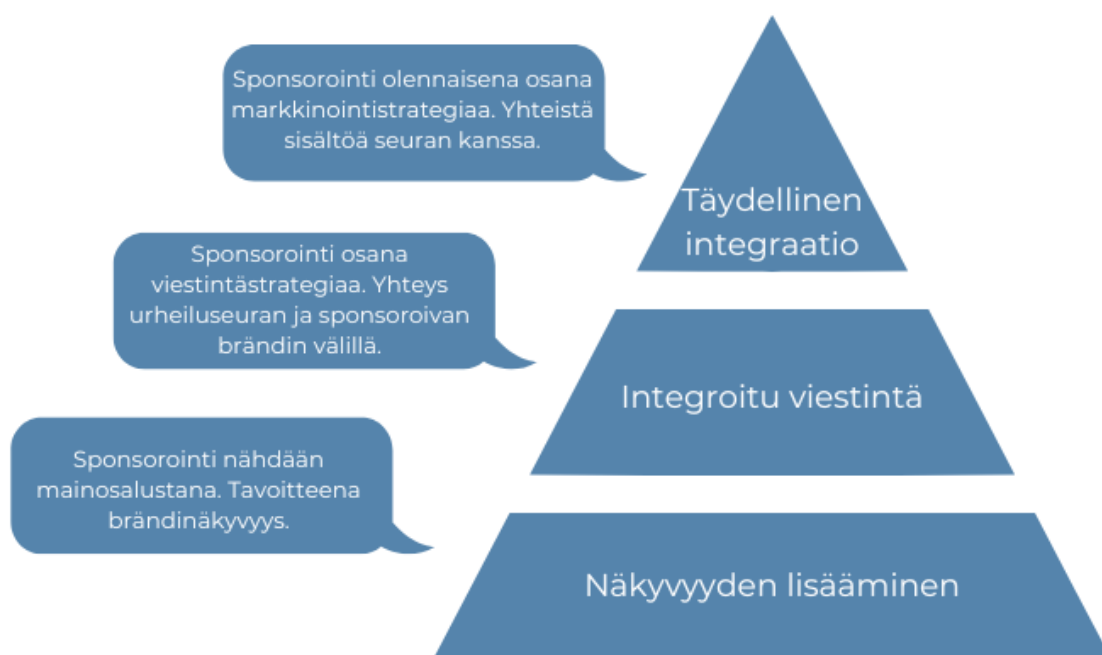 Sponsorointi olennaisena osana
markkinointistrategiaa. Yhteistä
sisältöä seuran kanssa.
Täydellinen
integraatio
Sponsorointi osana
viestintästrategiaa. Yhteys
urheiluseuran ja sponsoroivan
brändin välillä.
Integroitu viestintä
Sponsorointi nähdään
mainosalustana. Tavoitteena
brändinäkyvyys.
Näkyvyyden lisääminen